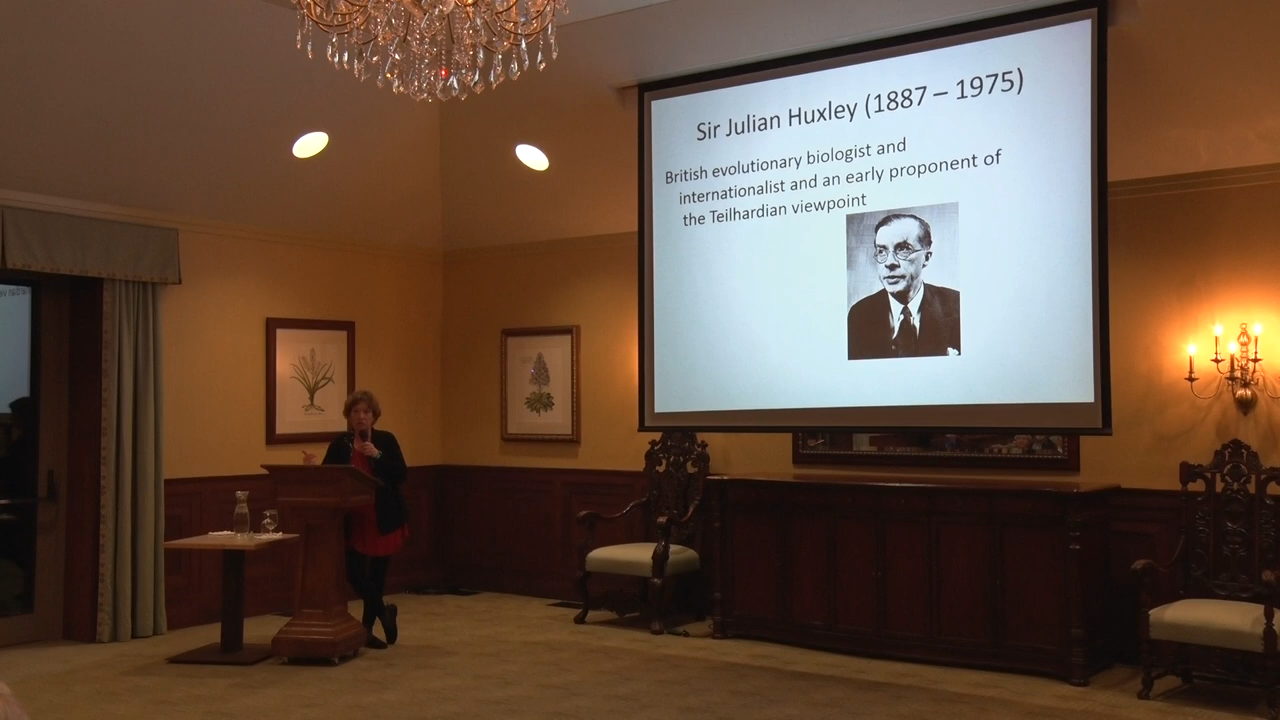 Sir Julian Huxley (1887 – 1975)
British evolutionary biologist and
internationalist and an early proponent of
the Teilhardian viewpoint